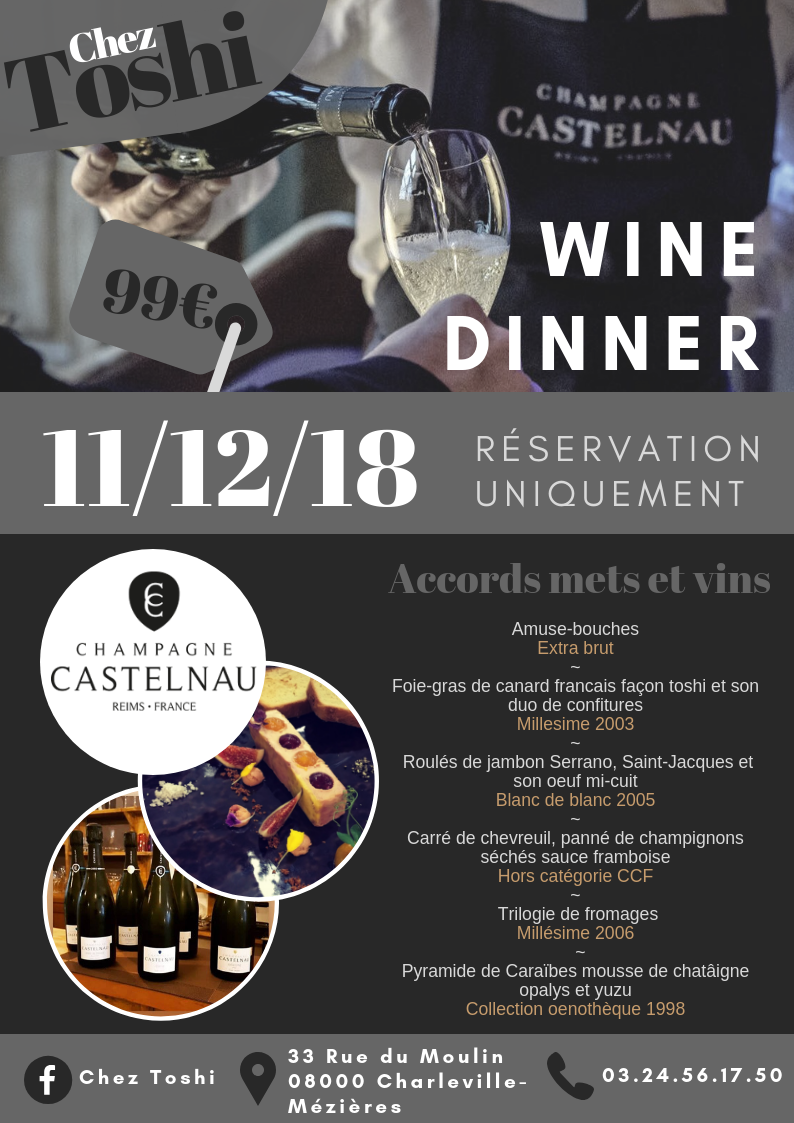 Chez
Toshi
CHAMPAGNE
CASTELNAU
99€
WINE
DINNER
11/12/18
RÉSERVATION
UNIQUEMENT
CHAMPAGNE
CASTELNAU
REIMS • FRANCE
Accords mets et vins
Amuse-bouches
Extra brut
~
Foie-gras de canard francais façon toshi et son
duo de confitures
Millesime 2003
~
Roulés de jambon Serrano, Saint-Jacques et
son oeuf mi-cuit
Blanc de blanc 2005
~
Carré de chevreuil, panné de champignons
séchés sauce framboise
Hors catégorie CCF
~
Trilogie de fromages
Millésime 2006
~
Pyramide de Caraïbes mousse de chatâigne
opalys et yuzu
Collection oenothèque 1998
Chez Toshi
33 Rue du Moulin
08000 Charleville-
Mézières
03.24.56.17.50